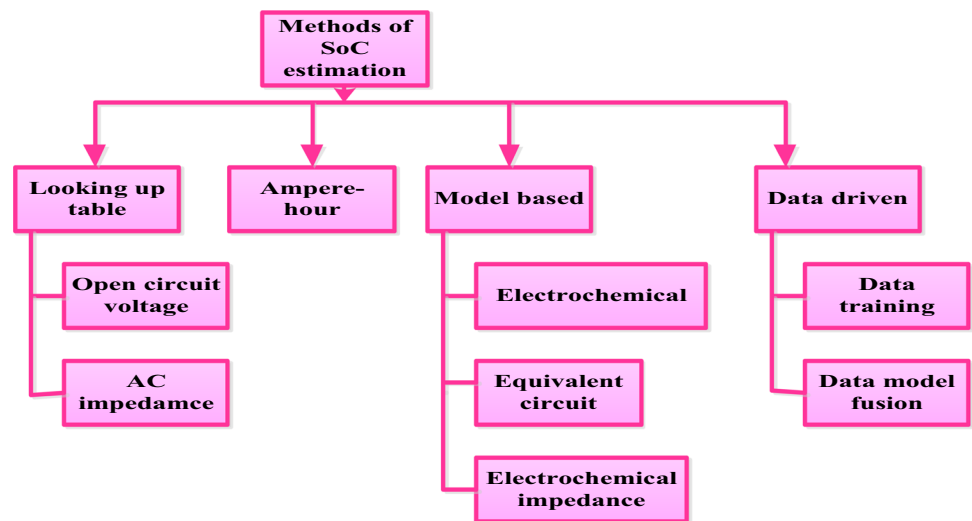 Methods of
SoC
estimation
Looking up
table
Ampere-
hour
Model based
Data driven
Open circuit
voltage
AC
impedamce
Electrochemical
Equivalent
circuit
Electrochemical
impedance
Data
training
Data model
fusion